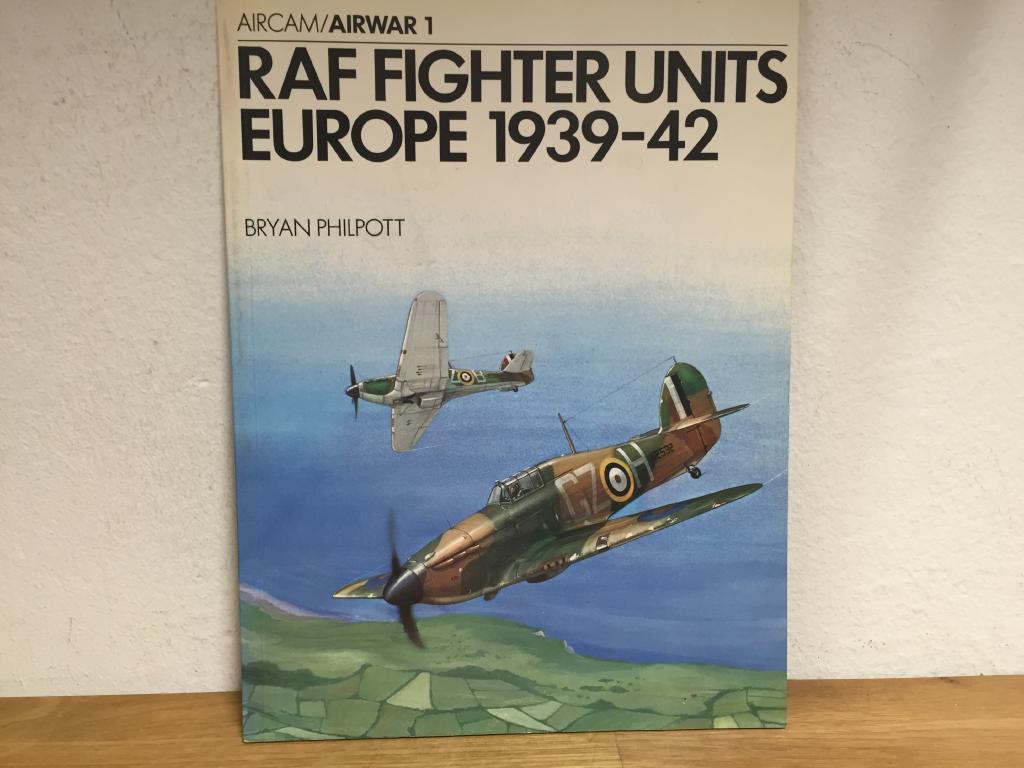 AIRCAM/AIRWAR 1
RAF FIGHTER UNITS
EUROPE 1939-42
BRYAN PHILPOTT
GZ H